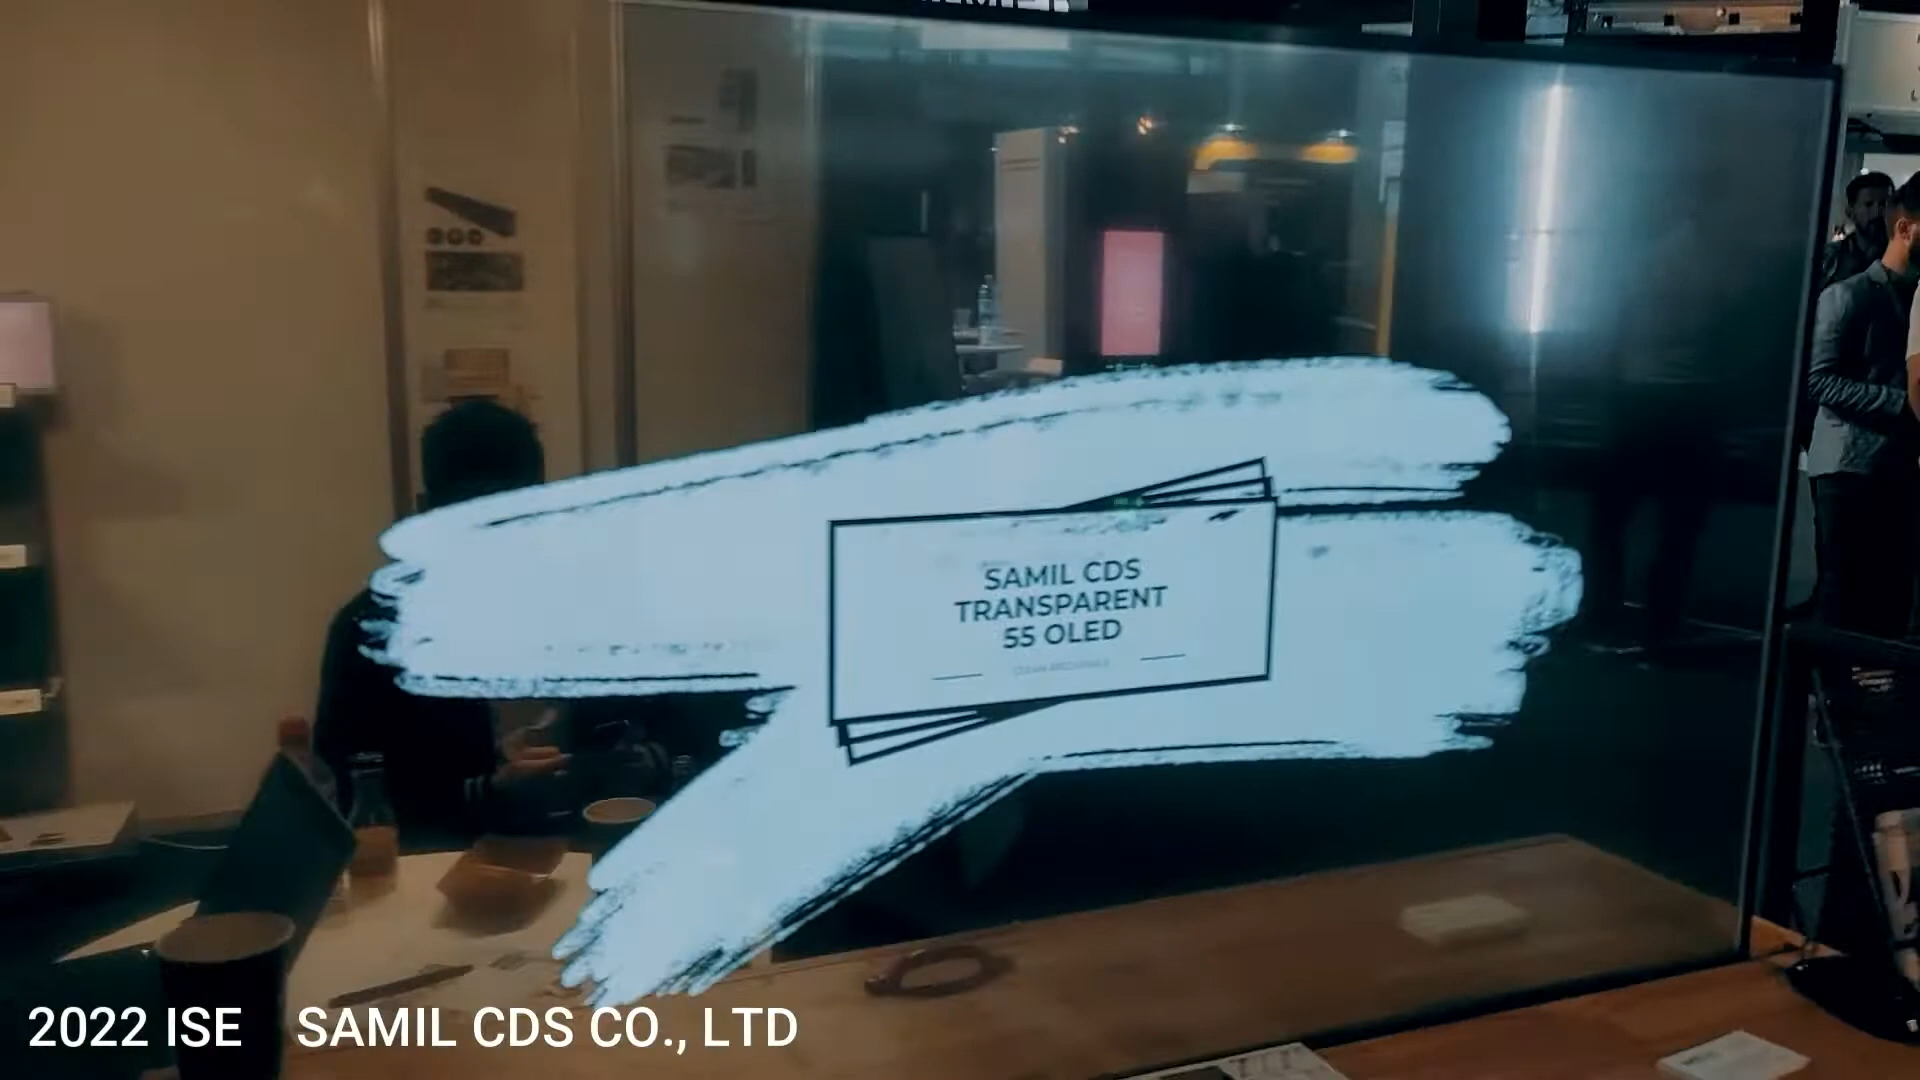 SAMIL CDS
TRANSPARENT
55 OLED
2022 ISE SAMIL CDS CO., LTD